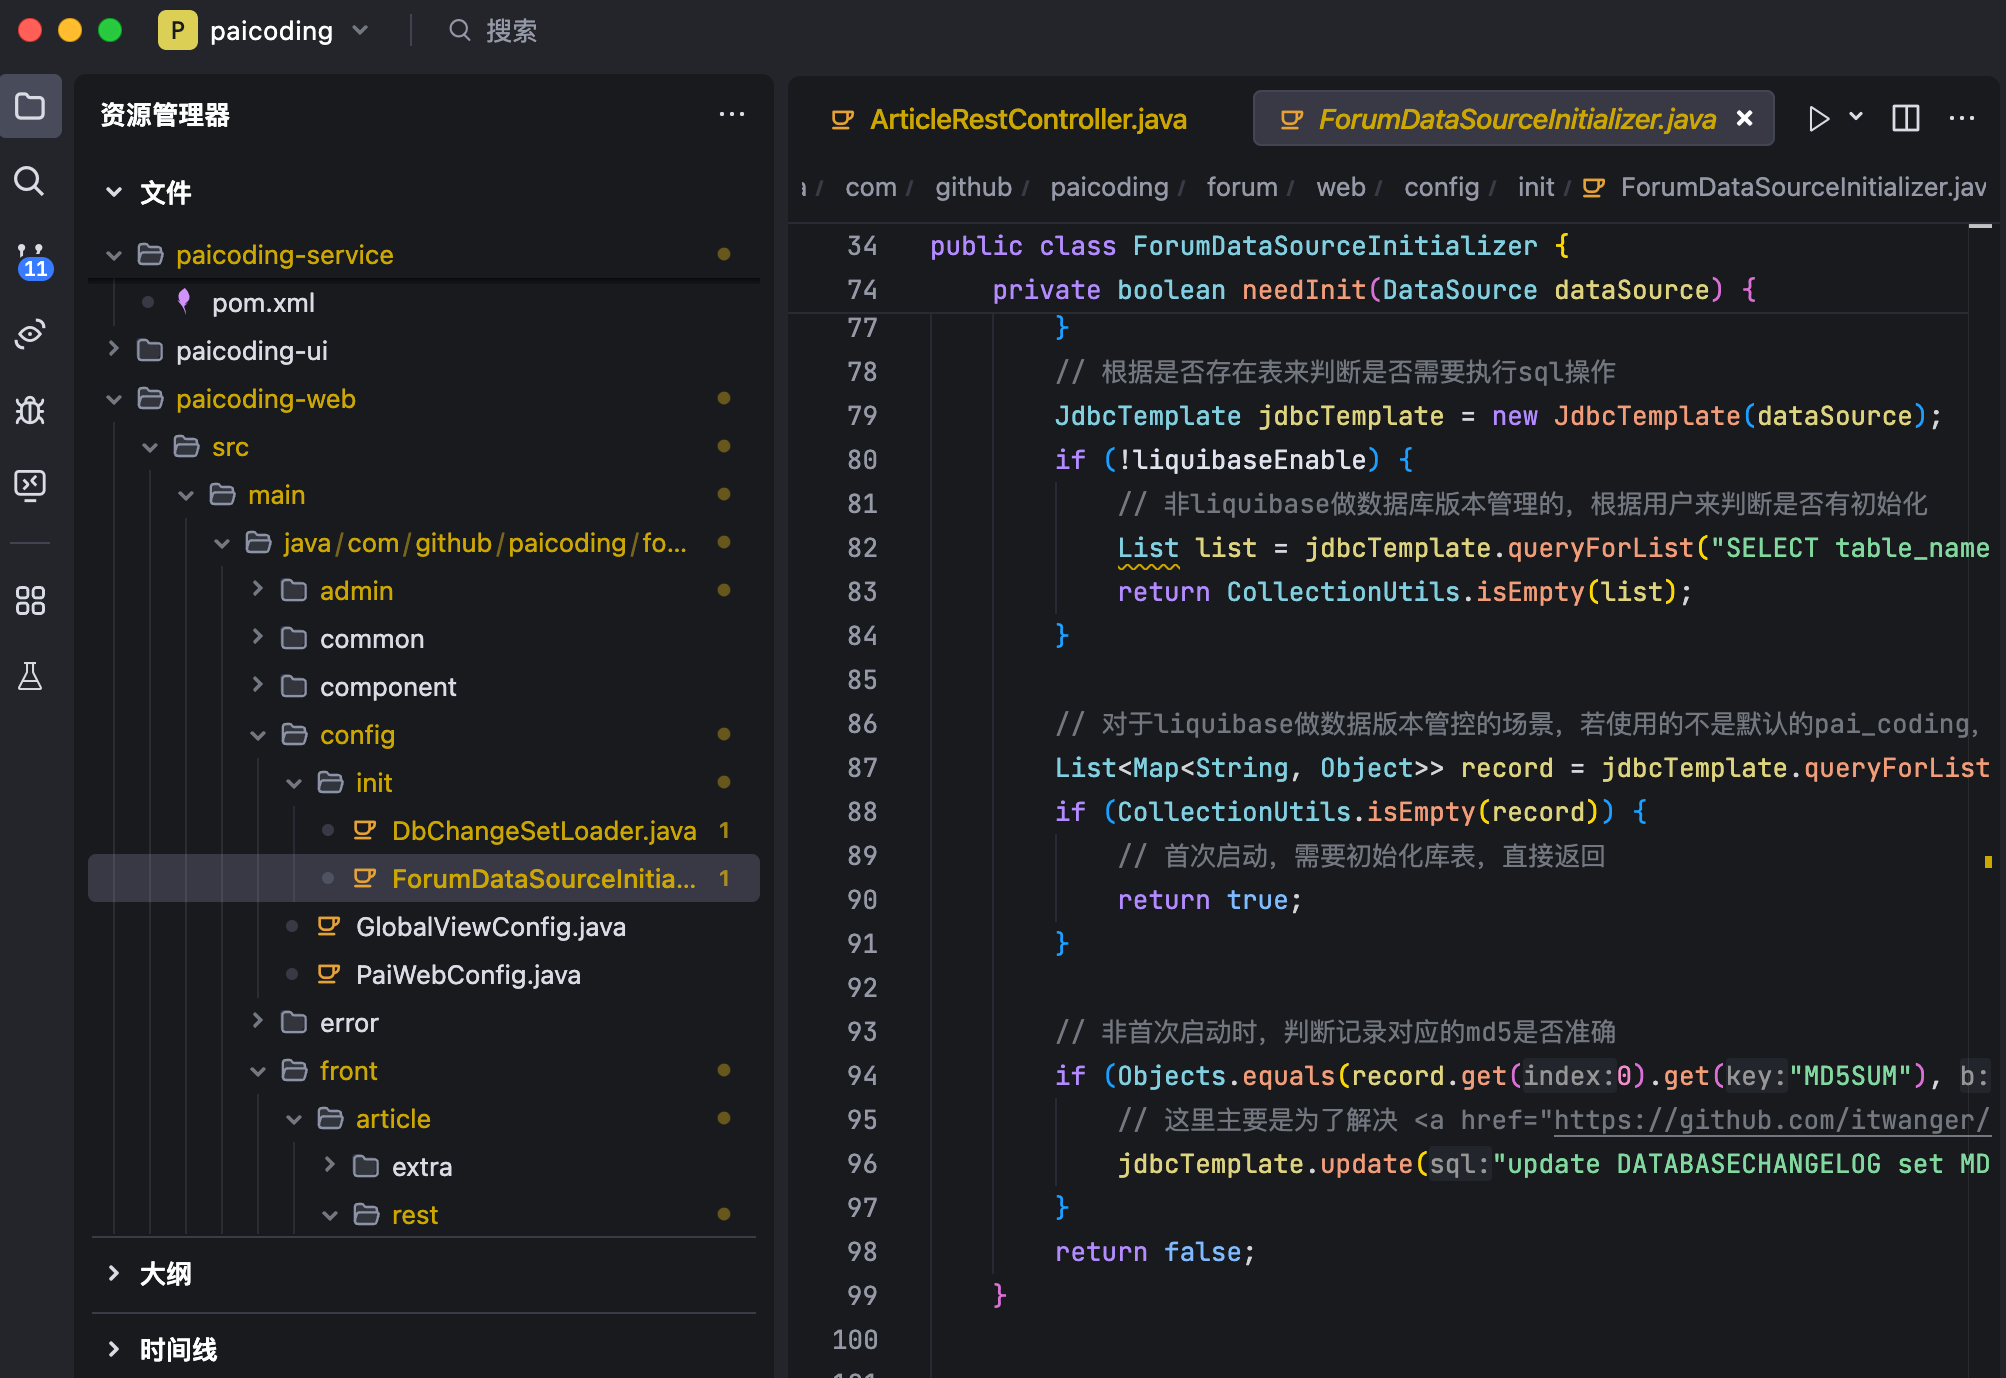 P paicoding 搜索
资源管理器
文件
paicoding-service
pom.xml
paicoding-ui
paicoding-web
src
main
java/com/github/paicoding/fo...
admin
common
component
config
init
DbChangeSetLoader.java 1
ForumDataSourceInitia... 1
GlobalViewConfig.java
PaiWebConfig.java
error
front
article
extra
rest
大纲
时间线
11
ArticleRestController.java ForumDataSourceInitializer.java
/ com / github / paicoding / forum / web / config / init / ForumDataSourceInitializer.jav
34 public class ForumDataSourceInitializer {
74 private boolean needInit(DataSource dataSource) {
77 }
78 // 根据是否存在表来判断是否需要执行sql操作
79 JdbcTemplate jdbcTemplate = new JdbcTemplate(dataSource);
80 if (!liquibaseEnable) {
81 // 非liquibase做数据库版本管理的，根据用户来判断是否有初始化
82 List list = jdbcTemplate.queryForList("SELECT table_name
83 return CollectionUtils.isEmpty(list);
84 }
85
86 // 对于liquibase做数据版本管控的场景，若使用的不是默认的pai_coding，
87 List<Map<String, Object>> record = jdbcTemplate.queryForList
88 if (CollectionUtils.isEmpty(record)) {
89 // 首次启动，需要初始化库表，直接返回
90 return true;
91 }
92
93 // 非首次启动时，判断记录对应的md5是否准确
94 if (Objects.equals(record.get(index:0).get(key:"MD5SUM"), b:
95 // 这里主要是为了解决 <a href="https://github.com/itwanger/
96 jdbcTemplate.update(sql:"update DATABASECHANGELOG set MD
97 }
98 return false;
99 }
100